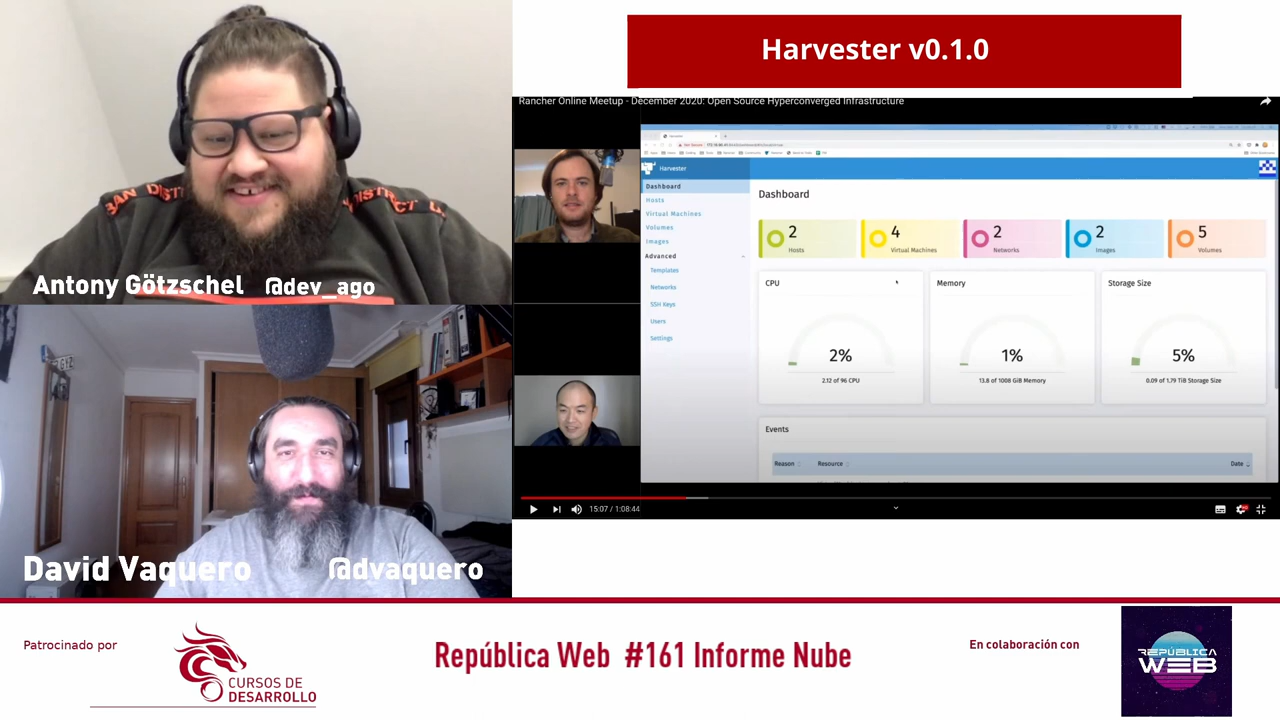 Harvester v0.1.0
Rancher Online Meetup - December 2020: Open Source Hyperconverged Infrastructure
Harvester
Harvester
Dashboard
Hosts
Virtual Machines
Volumes
Images
Advanced
Templates
Networks
SSH Keys
Users
Settings
Dashboard
2
Hosts
4
Virtual Machines
2
Networks
2
Images
5
Volumes
CPU
2%
2.12 of 96 CPU
Memory
1%
13.8 of 1008 GiB Memory
Storage Size
5%
0.09 of 1.79 TiB Storage Size
Events
Reason
Resource
Date
15:07 / 1:08:44
Antony Götzschel @dev_ago
David Vaquero @dvaquero
Patrocinado por
CURSOS DE
DESARROLLO
República Web #161 Informe Nube
En colaboración con
REPÚBLICA
WEB